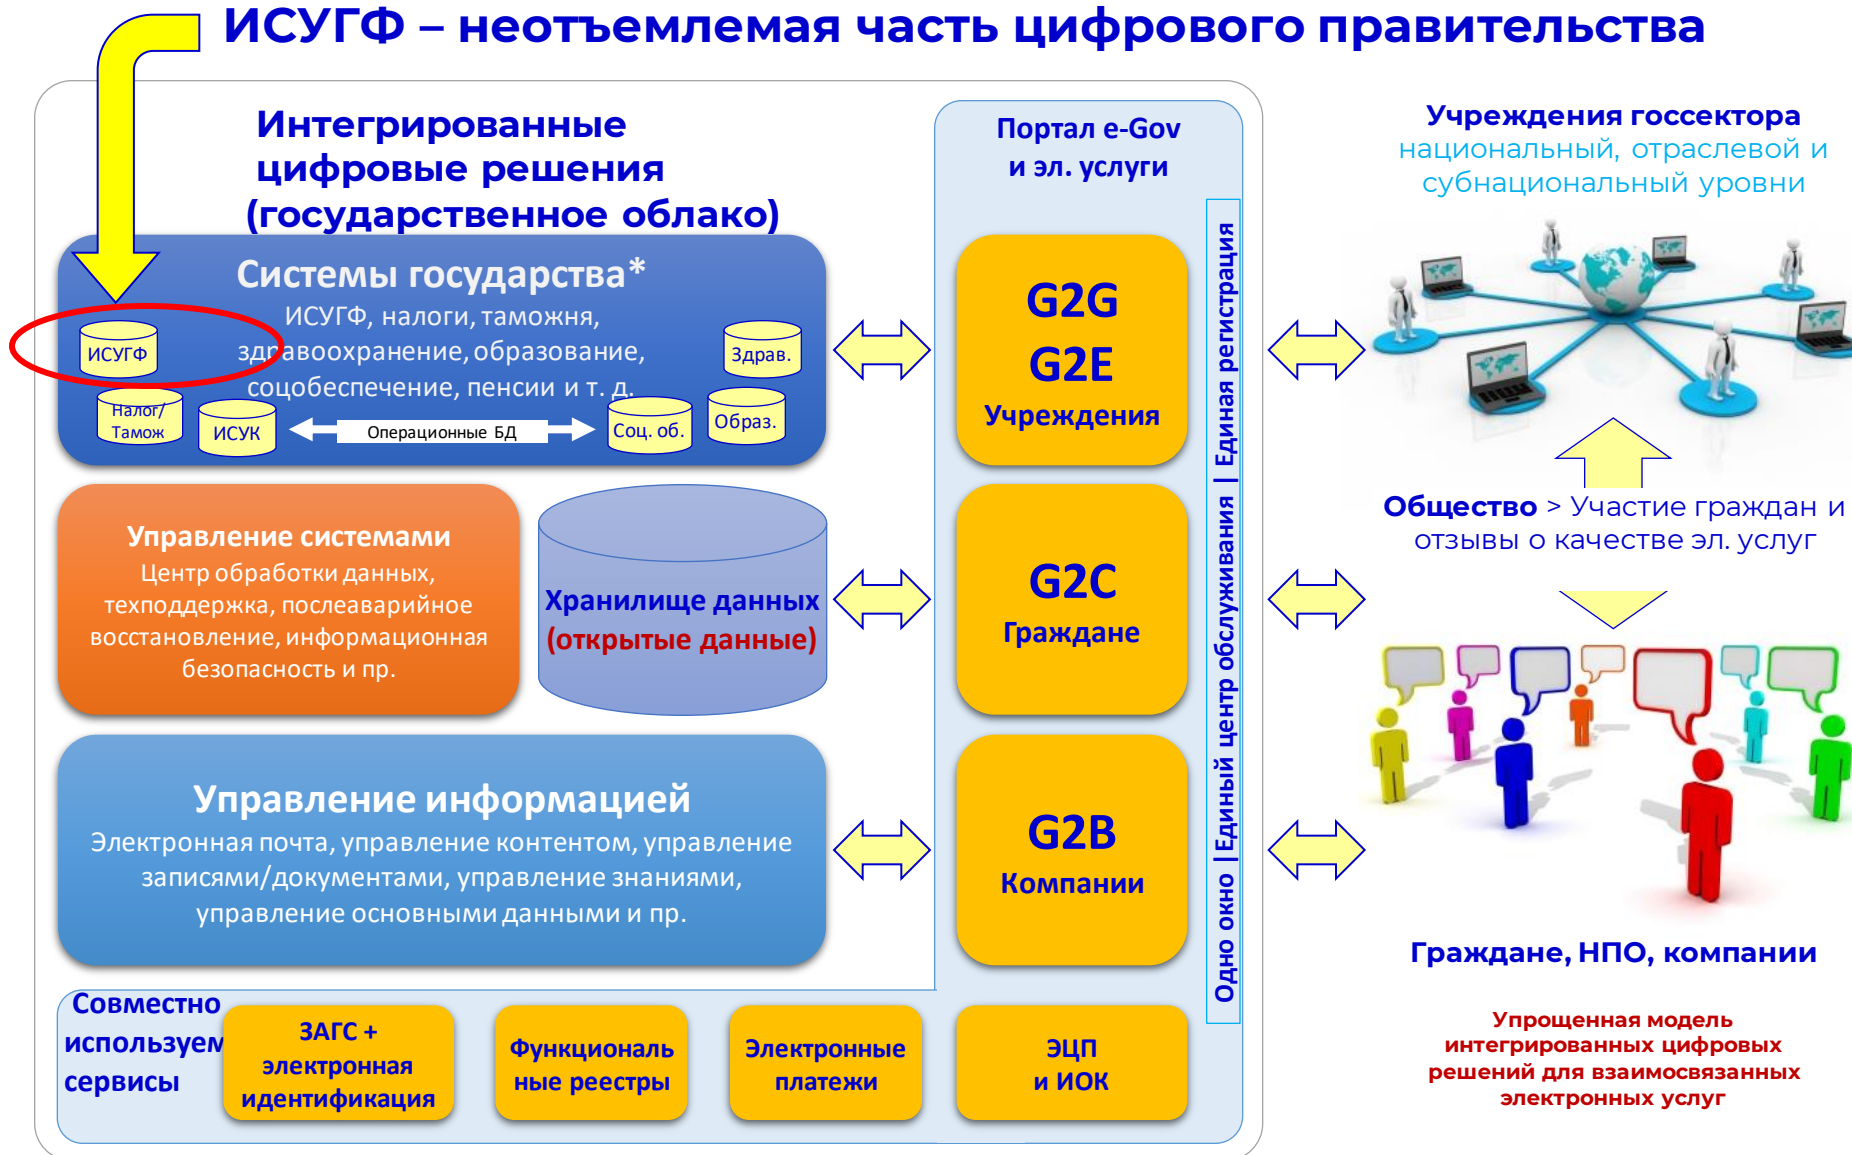 ИСУГФ – неотъемлемая часть цифрового правительства
Интегрированные
цифровые решения
(государственное облако)
Системы государства*
ИСУГФ, налоги, таможня,
здравоохранение, образование,
соцобеспечение, пенсии и т. д.
ИСУГФ
Налог/
Тамож
ИСУК
Операционные БД
Соц. об.
Образ.
Здрав.
Управление системами
Центр обработки данных,
техподдержка, послеаварийное
восстановление, информационная
безопасность и пр.
Хранилище данных
(открытые данные)
Управление информацией
Электронная почта, управление контентом, управление
записями/документами, управление знаниями,
управление основными данными и пр.
Совместно
используем
сервисы
ЗАГС +
электронная
идентификация
Функциональ
ные реестры
Электронные
платежи
ЭЦП
и ИОК
Портал e-Gov
и эл. услуги
G2G
G2E
Учреждения
G2C
Граждане
G2B
Компании
Одно окно | Единый центр обслуживания | Единая регистрация
Учреждения госсектора
национальный, отраслевой и
субнациональный уровни
Общество > Участие граждан и
отзывы о качестве эл. услуг
Граждане, НПО, компании
Упрощенная модель
интегрированных цифровых
решений для взаимосвязанных
электронных услуг